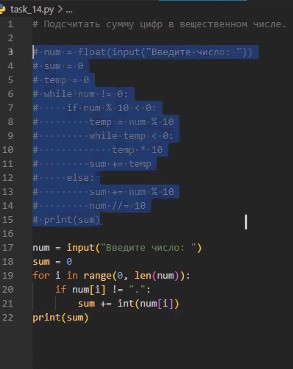 task_14.py > ...
1 # Подсчитать сумму цифр в вещественном числе.
2
3 # num = float(input("Введите число: "))
4 # sum = 0
5 # temp = 0
6 # while num != 0:
7 #     if num % 10 < 0:
8 #         temp = num % 10
9 #         while temp < 0:
10 #             temp * 10
11 #         sum += temp
12 #     else:
13 #         sum += num % 10
14 #         num //= 10
15 # print(sum)
16
17 num = input("Введите число: ")
18 sum = 0
19 for i in range(0, len(num)):
20     if num[i] != ".":
21         sum += int(num[i])
22 print(sum)